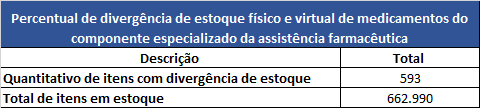 Percentual de divergência de estoque físico e virtual de medicamentos do
componente especializado da assistência farmacêutica
Descrição Total
Quantitativo de itens com divergência de estoque 593
Total de itens em estoque 662.990